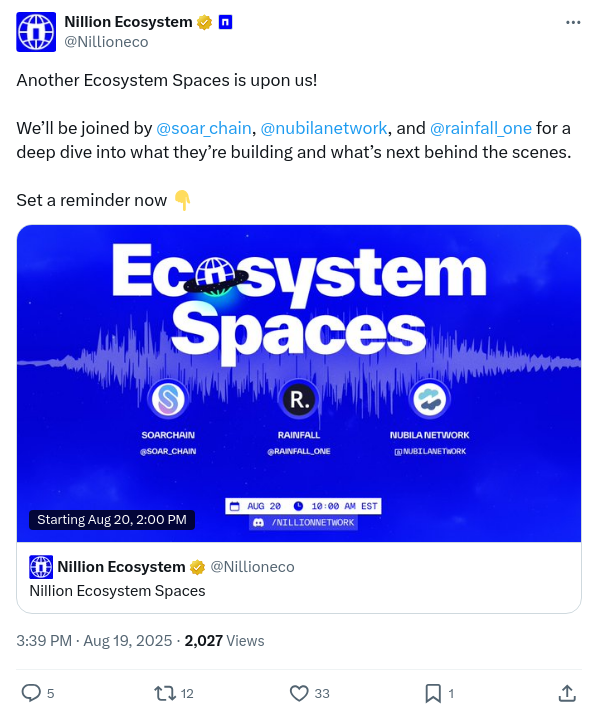 Nillion Ecosystem
@Nillioneco
Another Ecosystem Spaces is upon us!
We’ll be joined by @soar_chain, @nubilanetwork, and @rainfall_one for a
deep dive into what they’re building and what’s next behind the scenes.
Set a reminder now 👇
Ecosystem
Spaces
R.
SOARCHAIN
RAINFALL
NUBILA NETWORK
@SOAR_CHAIN
@RAINFALL_ONE
@NUBILANETWORK
AUG 20 10:00 AM EST
/NILLIONNETWORK
Starting Aug 20, 2:00 PM
Nillion Ecosystem @Nillioneco
Nillion Ecosystem Spaces
3:39 PM · Aug 19, 2025 · 2,027 Views
5 12 33 1